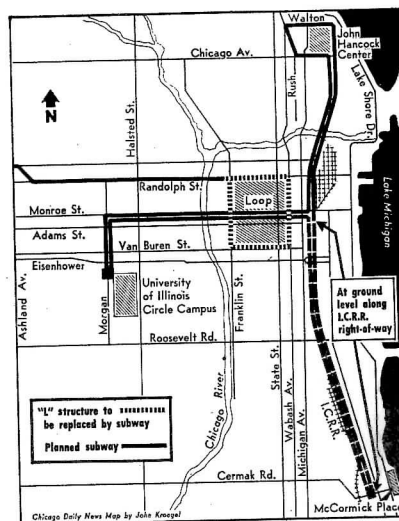 Walton
John
Hancock
Center
Chicago Av.
Lake
Shore Dr.
Rush
Halsted St.
N
Randolph St.
Loop
Monroe St.
Adams St.
Van Buren St.
Eisenhower
Lake Michigan
Ashland Av.
Morgan
University
of Illinois
Circle Campus
Franklin St.
State St.
Wabash Av.
Michigan Av.
At ground
level along
I.C.R.R.
right-of-way
Roosevelt Rd.
Chicago River
I.C.R.R.
"L" structure to
be replaced by subway
Planned subway
Cermak Rd.
McCormick Place
Chicago Daily News Map by John Kroegel